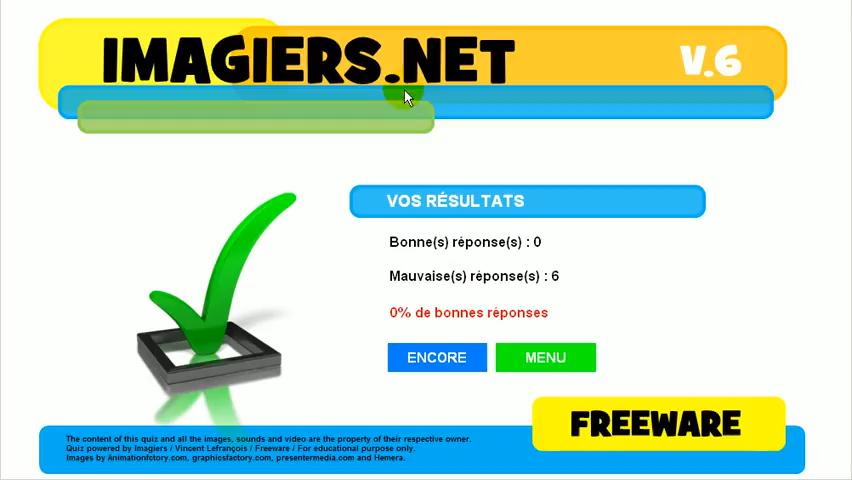 IMAGIERS.NET
V.6
VOS RÉSULTATS
Bonne(s) réponse(s) : 0
Mauvaise(s) réponse(s) : 6
0% de bonnes réponses
ENCORE
MENU
FREEWARE
The content of this quiz and all the images, sounds and video are the property of their respective owner.
Quiz powered by Imagiers / Vincent Lefrançois / Freeware / For educational purpose only.
Images by Animationfctory.com, graphicsfactory.com, presentermedia.com and Hemera.